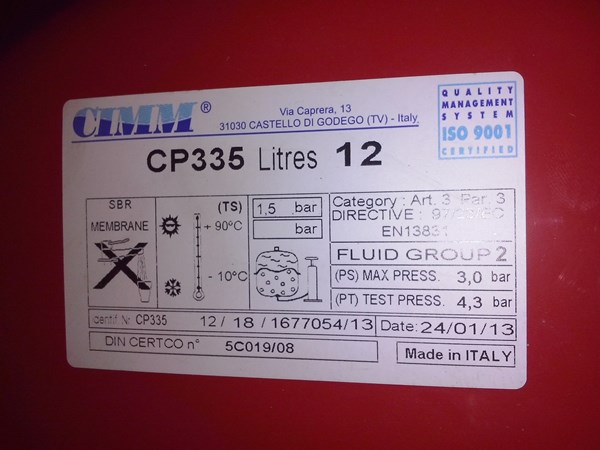 CIMM®
Via Caprera, 13
31030 CASTELLO DI GODEGO (TV) - Italy
QUALITY
MANAGEMENT
SYSTEM
ISO 9001
CERTIFIED
CP335 Litres 12
SBR
MEMBRANE
(TS)
+ 90°C
- 10°C
1,5 bar
bar
Category : Art. 3 Par. 3
DIRECTIVE :
EN13831
FLUID GROUP 2
(PS) MAX PRESS. 3,0 bar
(PT) TEST PRESS. 4,3 bar
Identif Nr CP335 12 / 18 / 1677054/13 Date: 24/01/13
DIN CERTCO n° 5C019/08
Made in ITALY